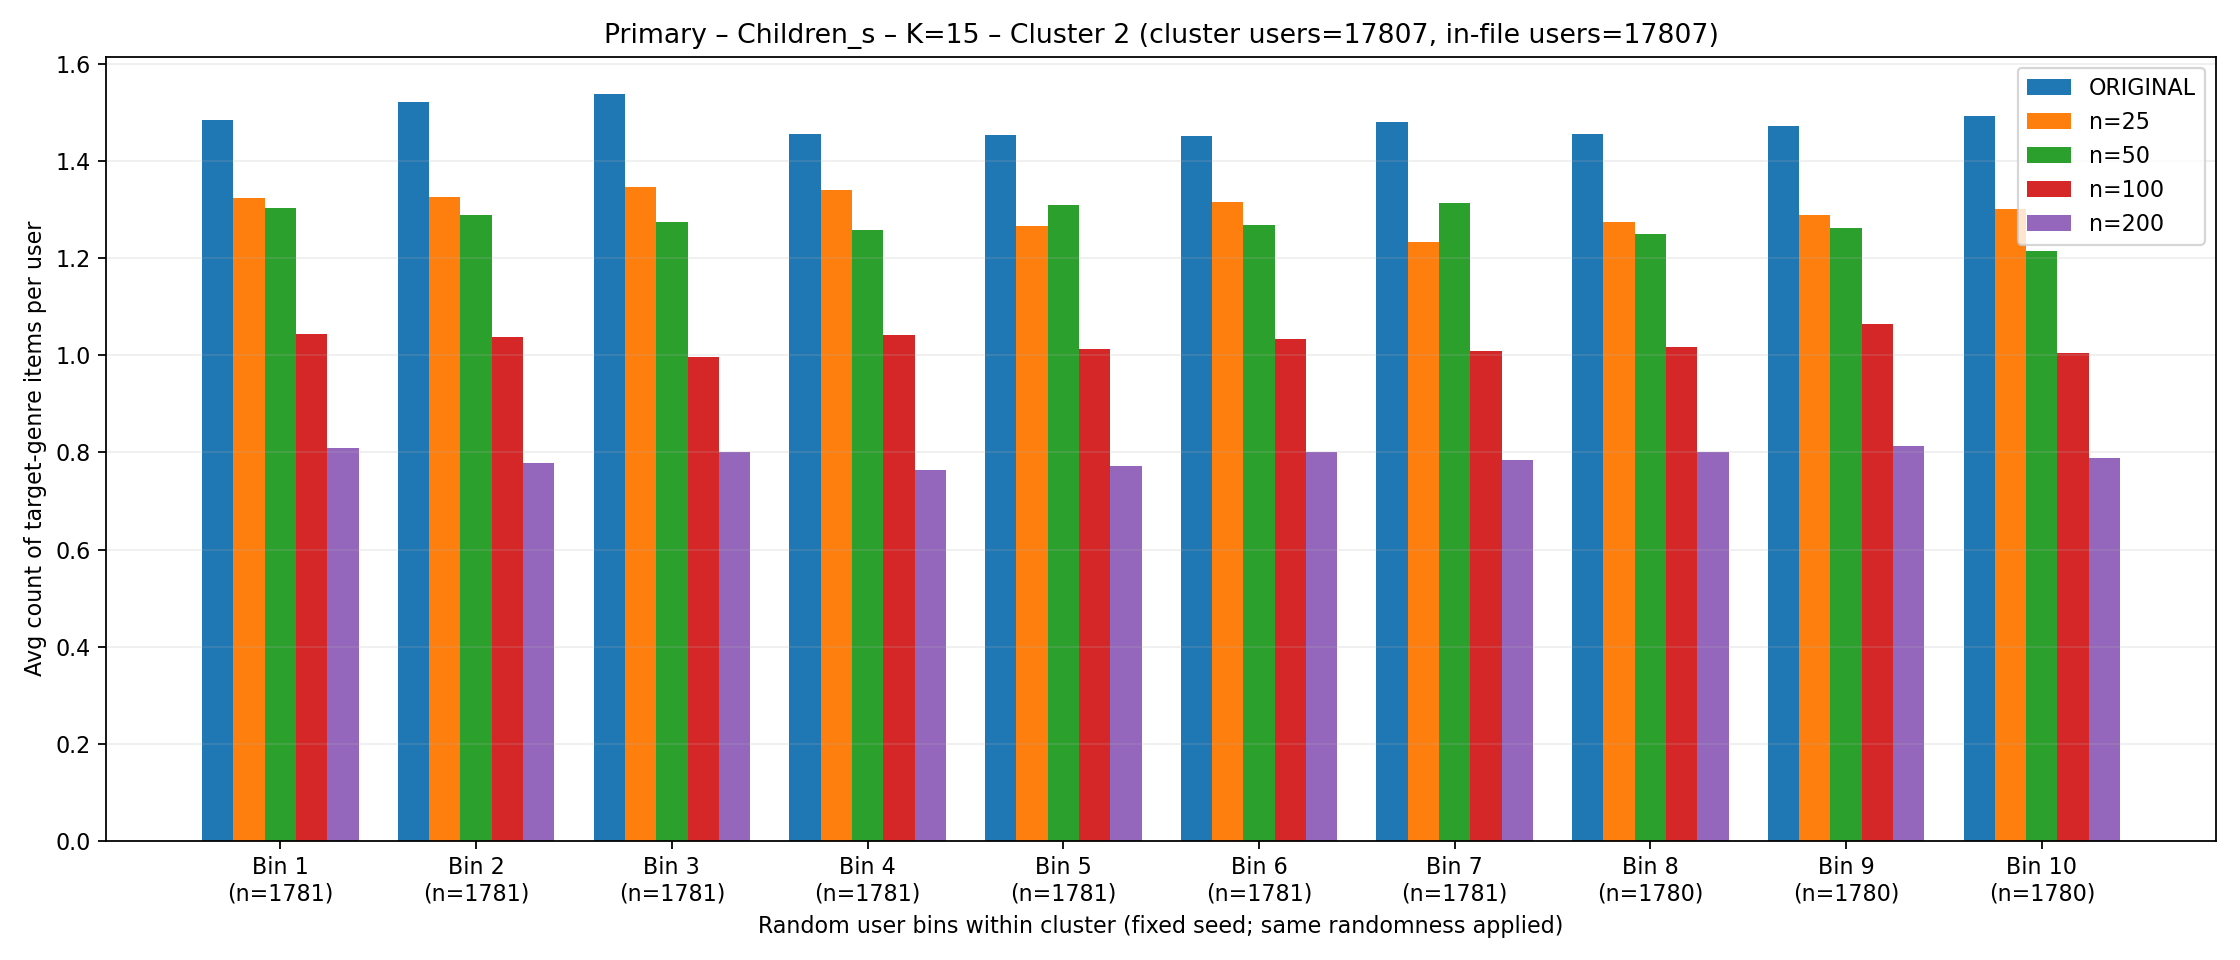 Primary – Children_s – K=15 – Cluster 2 (cluster users=17807, in-file users=17807)
Avg count of target-genre items per user
1.6
1.4
1.2
1.0
0.8
0.6
0.4
0.2
0.0
ORIGINAL
n=25
n=50
n=100
n=200
Bin 1
(n=1781)
Bin 2
(n=1781)
Bin 3
(n=1781)
Bin 4
(n=1781)
Bin 5
(n=1781)
Bin 6
(n=1781)
Bin 7
(n=1781)
Bin 8
(n=1780)
Bin 9
(n=1780)
Bin 10
(n=1780)
Random user bins within cluster (fixed seed; same randomness applied)